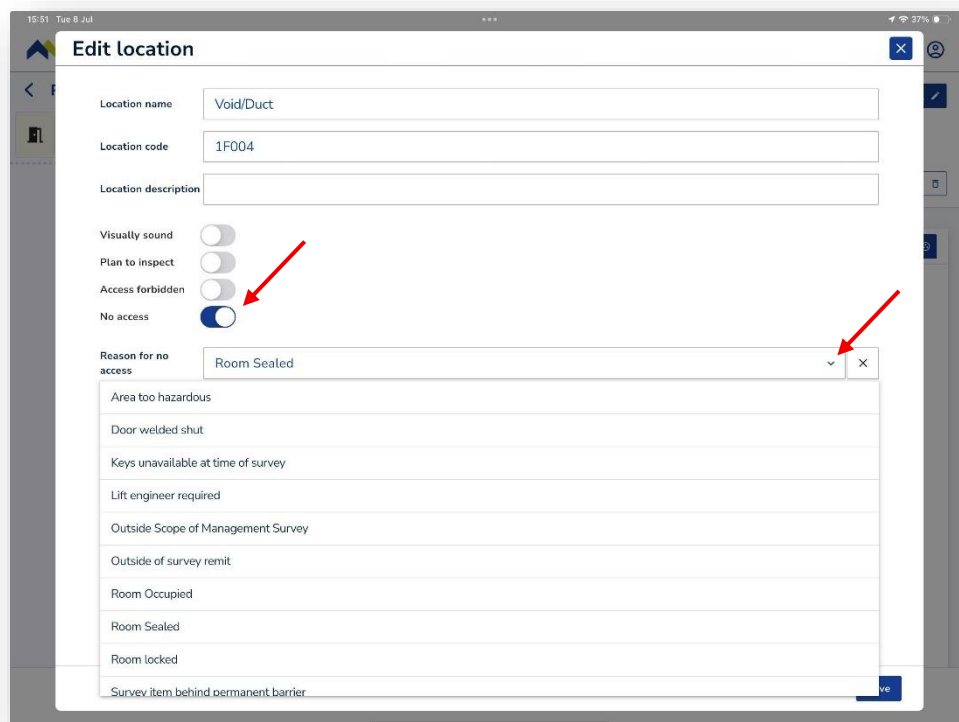 15:51 Tue 8 Jul
37%
Edit location
Location name
Void/Duct
Location code
1F004
Location description
Visually sound
Plan to inspect
Access forbidden
No access
Reason for no
access
Room Sealed
Area too hazardous
Door welded shut
Keys unavailable at time of survey
Lift engineer required
Outside Scope of Management Survey
Outside of survey remit
Room Occupied
Room Sealed
Room locked
Survey item behind permanent barrier